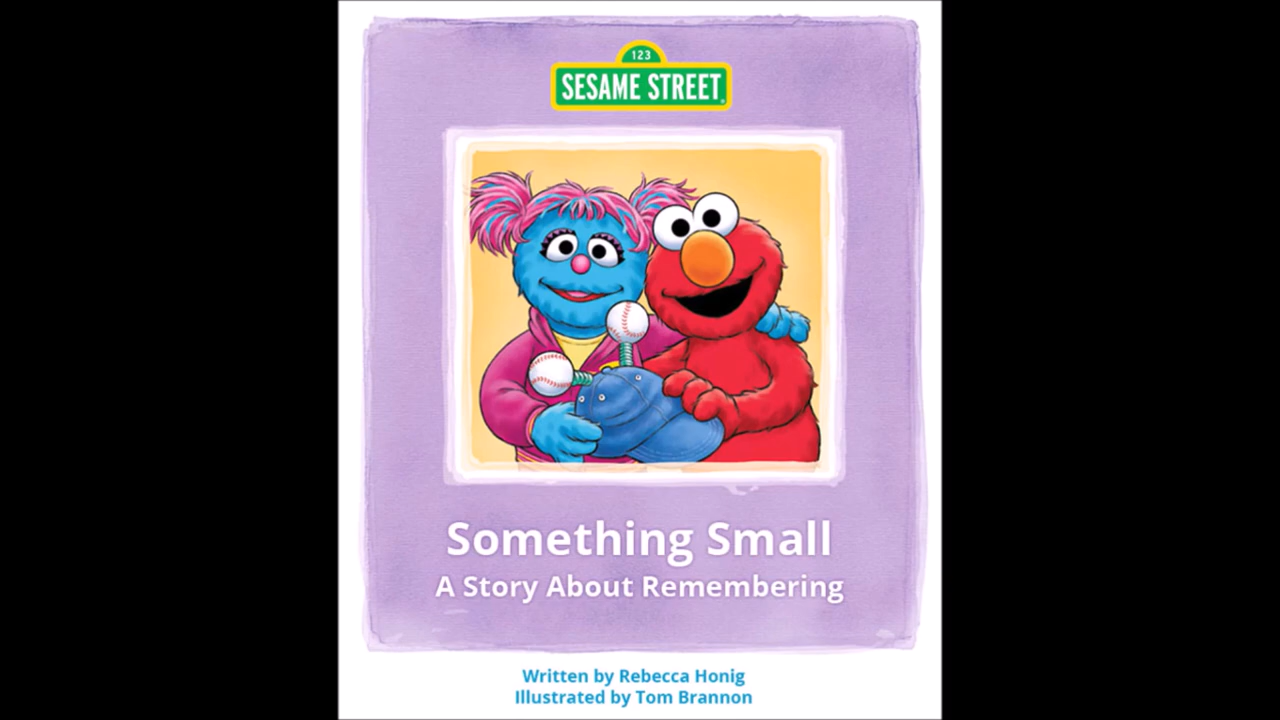 123
SESAME STREET
Something Small
A Story About Remembering
Written by Rebecca Honig
Illustrated by Tom Brannon